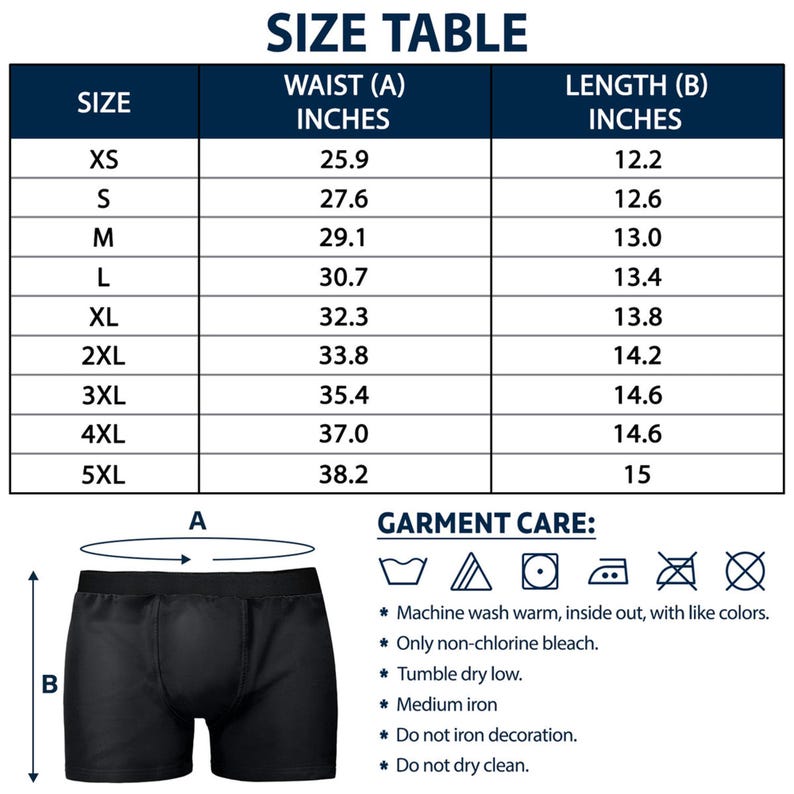 SIZE TABLE
SIZE WAIST (A) INCHES LENGTH (B) INCHES
XS 25.9 12.2
S 27.6 12.6
M 29.1 13.0
L 30.7 13.4
XL 32.3 13.8
2XL 33.8 14.2
3XL 35.4 14.6
4XL 37.0 14.6
5XL 38.2 15
A
B
GARMENT CARE:
* Machine wash warm, inside out, with like colors.
* Only non-chlorine bleach.
* Tumble dry low.
* Medium iron
* Do not iron decoration.
* Do not dry clean.